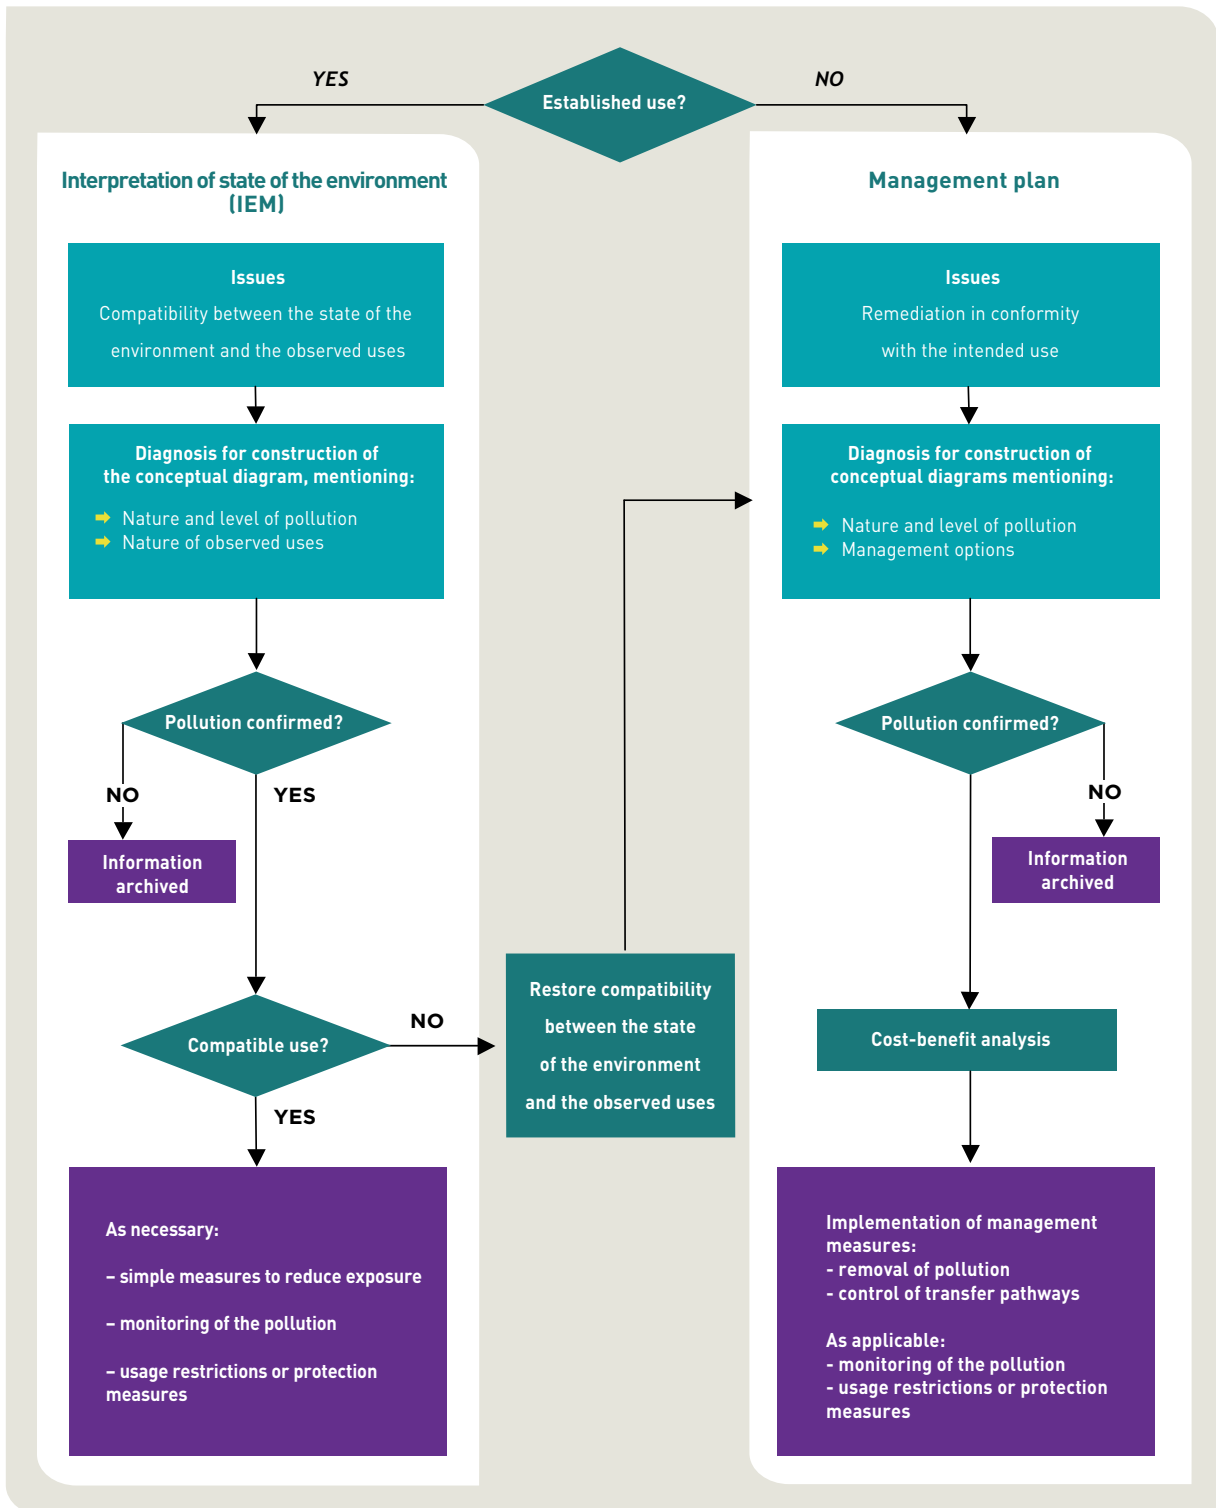 Established use?
YES
NO
Interpretation of state of the environment
(IEM)
Issues
Compatibility between the state of the
environment and the observed uses
Diagnosis for construction of
the conceptual diagram, mentioning:
Nature and level of pollution
Nature of observed uses
Pollution confirmed?
NO
YES
Information
archived
Compatible use?
NO
YES
As necessary:
– simple measures to reduce exposure
– monitoring of the pollution
– usage restrictions or protection
measures
Restore compatibility
between the state
of the environment
and the observed uses
Management plan
Issues
Remediation in conformity
with the intended use
Diagnosis for construction of
conceptual diagrams mentioning:
Nature and level of pollution
Management options
Pollution confirmed?
NO
Information
archived
Cost-benefit analysis
Implementation of management
measures:
- removal of pollution
- control of transfer pathways
As applicable:
- monitoring of the pollution
- usage restrictions or protection
measures